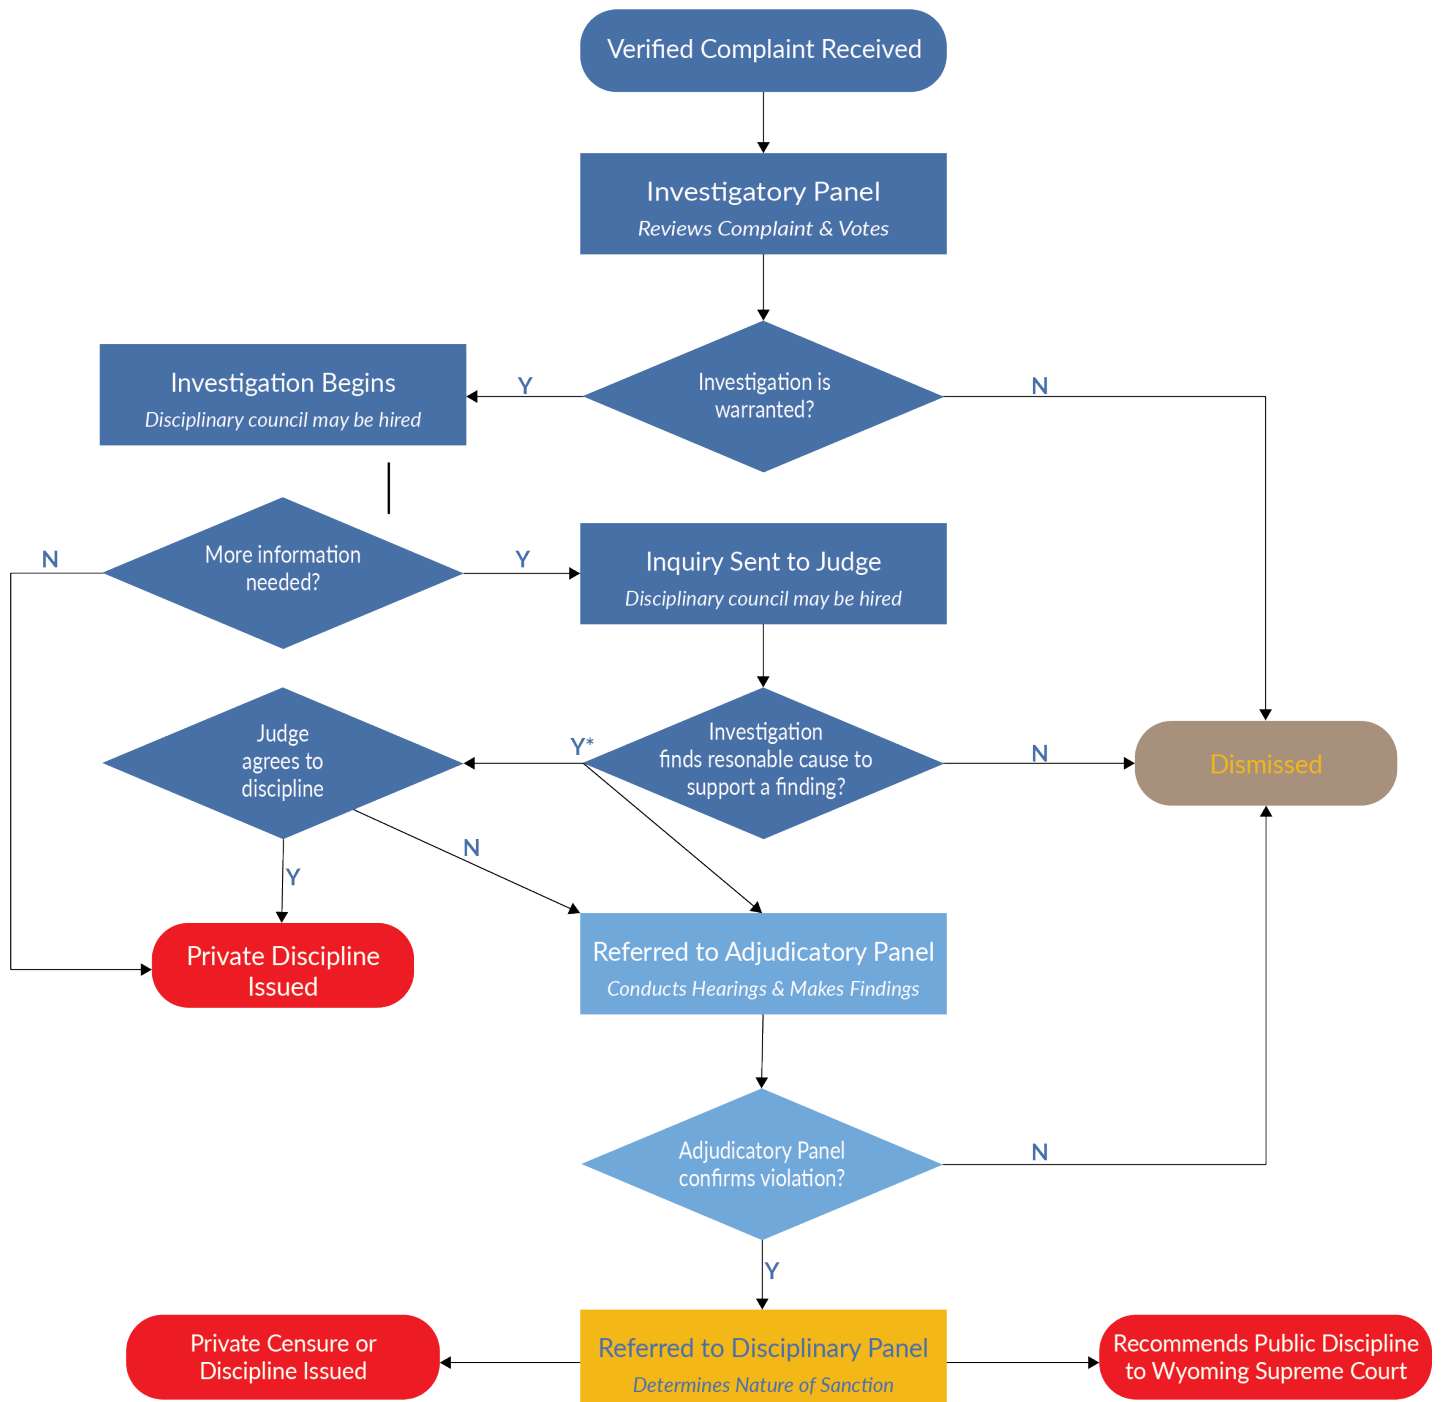 Verified Complaint Received
Investigatory Panel
Reviews Complaint & Votes
Investigation is
warranted?
Y
N
Investigation Begins
Disciplinary council may be hired
More information
needed?
N
Y
Inquiry Sent to Judge
Disciplinary council may be hired
Investigation
finds resonable cause to
support a finding?
Y*
N
Dismissed
Judge
agrees to
discipline
N
Y
Private Discipline
Issued
Referred to Adjudicatory Panel
Conducts Hearings & Makes Findings
Adjudicatory Panel
confirms violation?
N
Y
Private Censure or
Discipline Issued
Referred to Disciplinary Panel
Determines Nature of Sanction
Recommends Public Discipline
to Wyoming Supreme Court